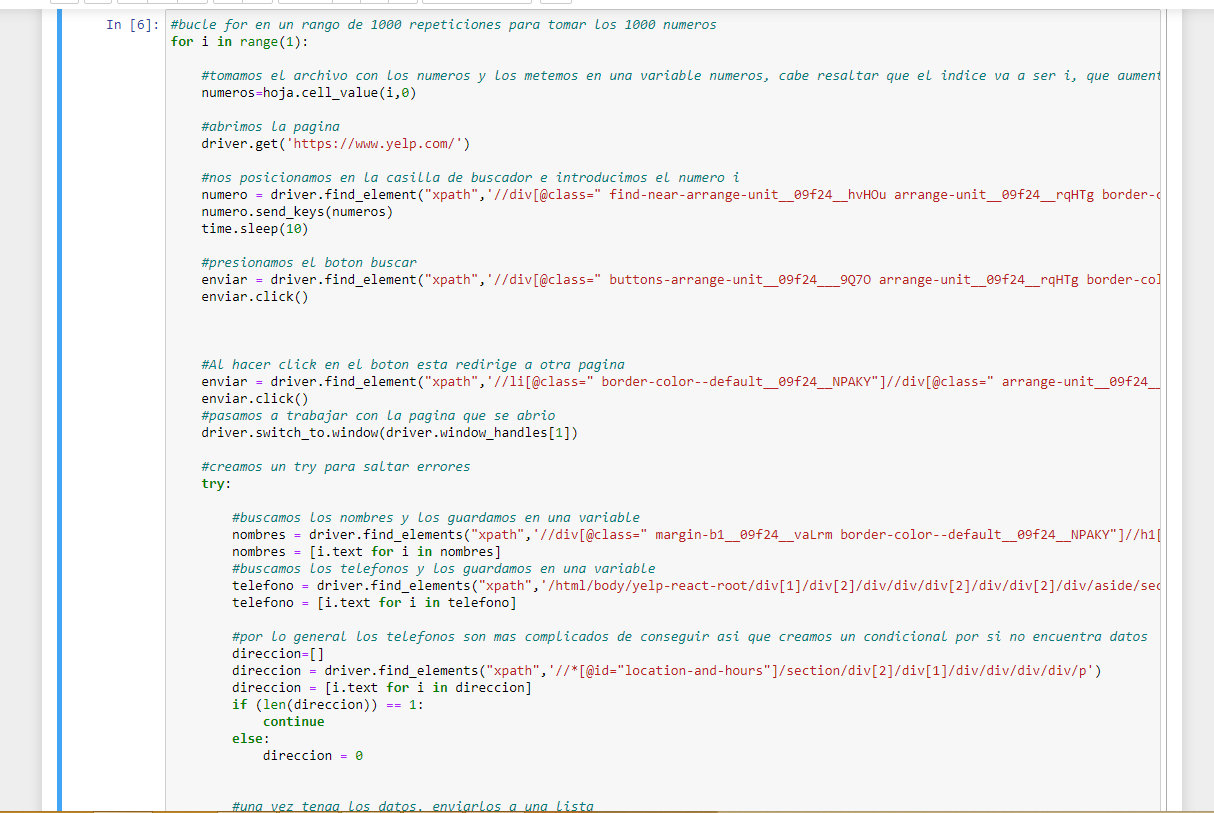 In [6]: #bucle for en un rango de 1000 repeticiones para tomar los 1000 numeros
for i in range(1):
#tomamos el archivo con los numeros y los metemos en una variable numeros, cabe resaltar que el indice va a ser i, que aument
numeros=hoja.cell_value(i,0)
#abrimos la pagina
driver.get('https://www.yelp.com/')
#nos posicionamos en la casilla de buscador e introducimos el numero i
numero = driver.find_element("xpath",'//div[@class=" find-near-arrange-unit__09f24__hvHOu arrange-unit__09f24__rqHTg border-c
numero.send_keys(numeros)
time.sleep(10)
#presionamos el boton buscar
enviar = driver.find_element("xpath",'//div[@class=" buttons-arrange-unit__09f24___9Q7O arrange-unit__09f24__rqHTg border-col
enviar.click()
#Al hacer click en el boton esta redirige a otra pagina
enviar = driver.find_element("xpath",'//li[@class=" border-color--default__09f24__NPAKY"]//div[@class=" arrange-unit__09f24__
enviar.click()
#pasamos a trabajar con la pagina que se abrio
driver.switch_to.window(driver.window_handles[1])
#creamos un try para saltar errores
try:
#buscamos los nombres y los guardamos en una variable
nombres = driver.find_elements("xpath",'//div[@class=" margin-b1__09f24__vaLrm border-color--default__09f24__NPAKY"]//h1[
nombres = [i.text for i in nombres]
#buscamos los telefonos y los guardamos en una variable
telefono = driver.find_elements("xpath",'/html/body/yelp-react-root/div[1]/div[2]/div/div/div[2]/div/div[2]/div/aside/sec
telefono = [i.text for i in telefono]
#por lo general los telefonos son mas complicados de conseguir asi que creamos un condicional por si no encuentra datos
direccion=[]
direccion = driver.find_elements("xpath",'//*[@id="location-and-hours"]/section/div[2]/div[1]/div/div/div/div/p')
direccion = [i.text for i in direccion]
if (len(direccion)) == 1:
continue
else:
direccion = 0
#una vez tenga los datos, enviarlos a una lista